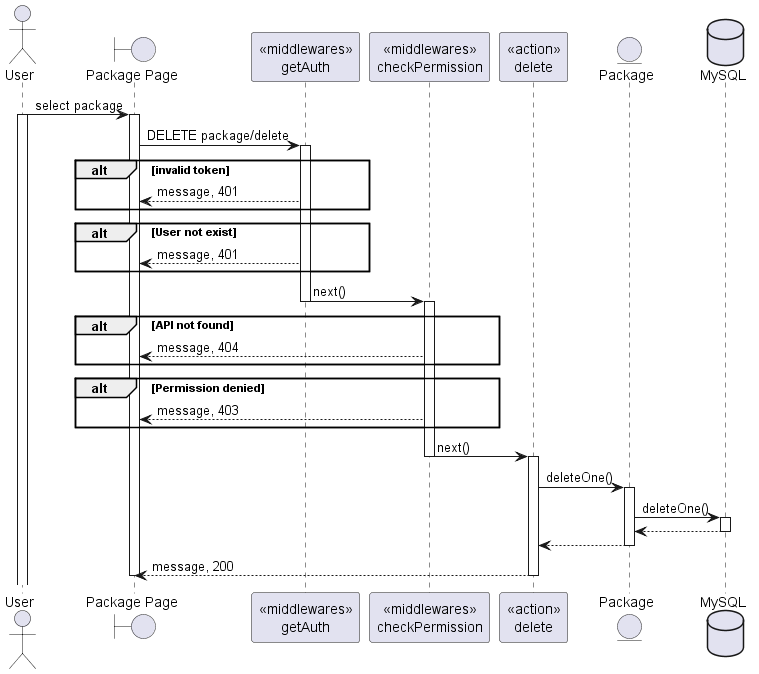 User
Package Page
«middlewares»
getAuth
«middlewares»
checkPermission
«action»
delete
Package
MySQL
select package
DELETE package/delete
alt [invalid token]
message, 401
alt [User not exist]
message, 401
next()
alt [API not found]
message, 404
alt [Permission denied]
message, 403
next()
deleteOne()
deleteOne()
message, 200
User
Package Page
«middlewares»
getAuth
«middlewares»
checkPermission
«action»
delete
Package
MySQL